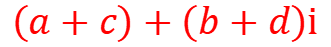 (a + c) + (b + d)i